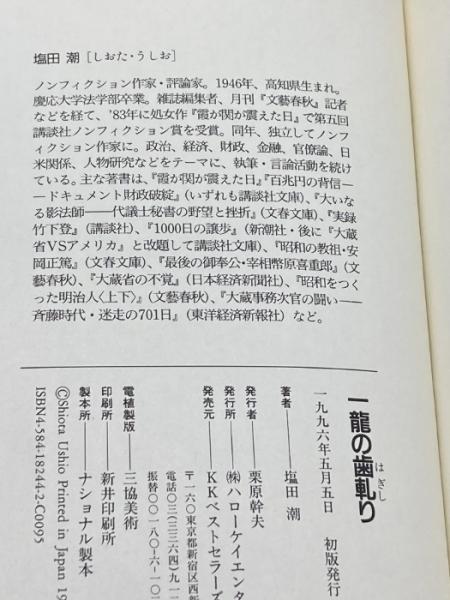 塩田 潮［しおた・うしお］
ノンフィクション作家・評論家。1946年、高知県生まれ。
慶応大学法学部卒業。雑誌編集者、月刊『文藝春秋』記者
などを経て、'83年に処女作『霞が関が震えた日』で第五回
講談社ノンフィクション賞を受賞。同年、独立してノンフ
ィクション作家に。政治、経済、財政、金融、官僚論、日
米関係、人物研究などをテーマに、執筆・言論活動を続け
ている。主な著書は、『霞が関が震えた日』『百兆円の背信―
―ドキュメント財政破綻』（いずれも講談社文庫）、『大いな
る影法師――代議士秘書の野望と挫折』（文春文庫）、『実録
竹下登』（講談社）、『1000日の譲歩』（新潮社・後に『大蔵
省VSアメリカ』と改題して講談社文庫）、『昭和の教祖・安
岡正篤』（文春文庫）、『最後の御奉公・宰相幣原喜重郎』（文
藝春秋）、『大蔵省の不覚』（日本経済新聞社）、『昭和をつく
った明治人〈上下〉』（文藝春秋）、『大蔵事務次官の闘い――
斉藤時代・迷走の701日』（東洋経済新報社）など。
一龍の歯軋り
はぎし
一九九六年五月五日 初版発行
著者――塩田 潮
発行者――栗原幹夫
発行所――㈱ハローケイエンタ
発売元――KKベストセラーズ
〒一六〇東京都新宿区西新
電話〇三（三三六四）九一
振替〇〇一八〇-六-一
電植製版――三協美術
印刷所――新井印刷所
製本所――ナショナル製本
©Shiota Ushio Printed in Japan 19
ISBN4-584-18244-2-C0095